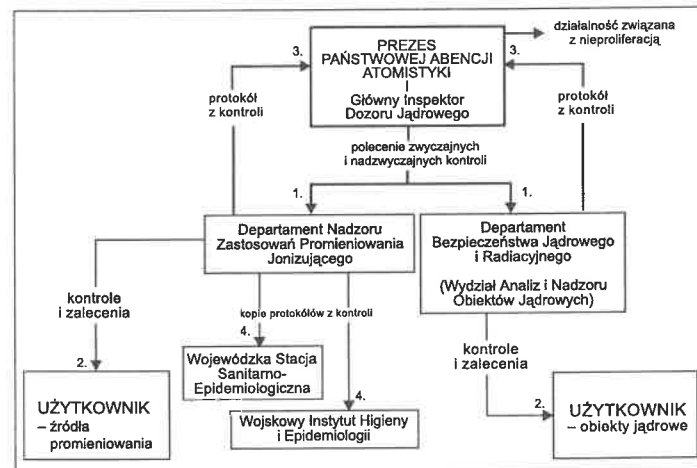 działalność związana
z nieproliferacją
3.
PREZES
PAŃSTWOWEJ ABENCJI
ATOMISTYKI
Główny Inspektor
Dozoru Jądrowego
3.
protokół
z kontroli
protokół
z kontroli
polecenie zwyczajnych
i nadzwyczajnych kontroli
1.
1.
Departament Nadzoru
Zastosowań Promieniowania
Jonizującego
Departament
Bezpieczeństwa Jądrowego
i Radiacyjnego
(Wydział Analiz i Nadzoru
Obiektów Jądrowych)
kontrole
i zalecenia
kopie protokółów z kontroli
4.
kontrole
i zalecenia
2.
Wojewódzka Stacja
Sanitarno-
Epidemiologiczna
4.
2.
UŻYTKOWNIK
– źródła
promieniowania
Wojskowy Instytut Higieny
i Epidemiologii
UŻYTKOWNIK
– obiekty jądrowe